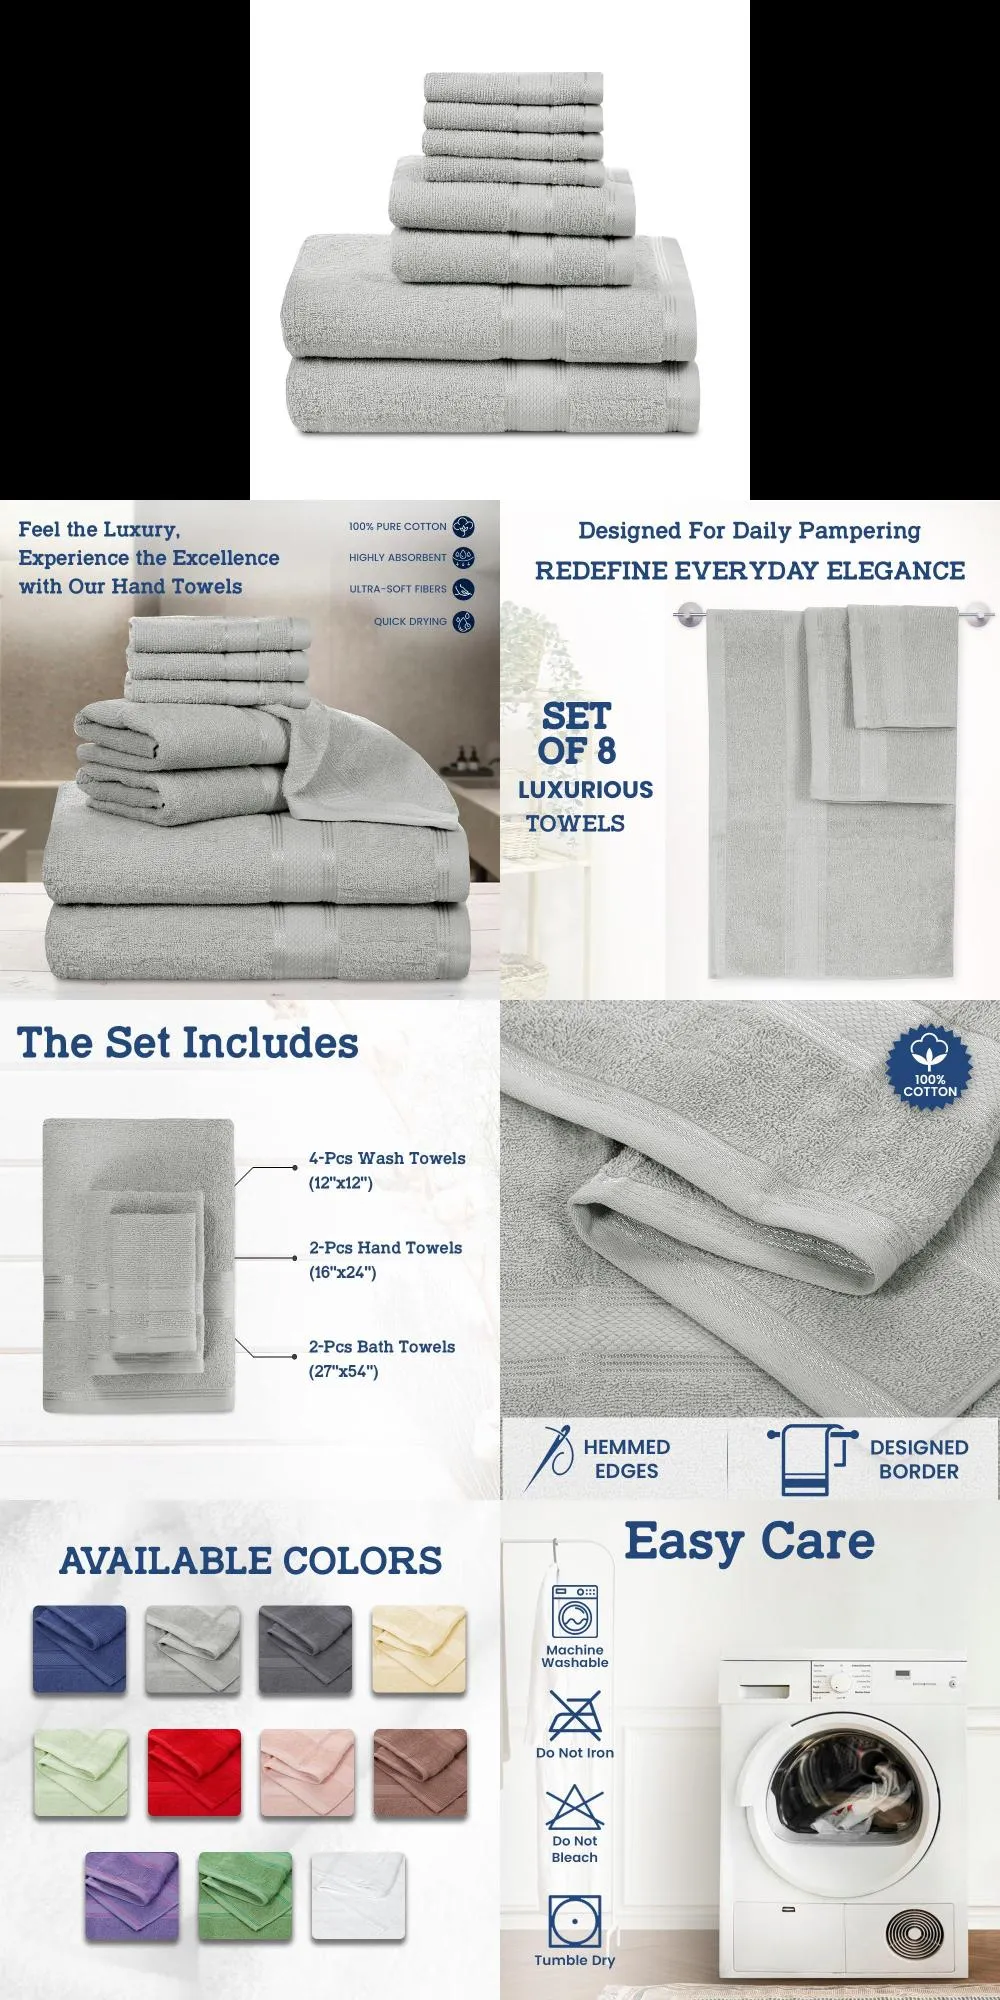 Feel the Luxury,
Experience the Excellence
with Our Hand Towels
100% PURE COTTON
HIGHLY ABSORBENT
ULTRA-SOFT FIBERS
QUICK DRYING
Designed For Daily Pampering
REDEFINE EVERYDAY ELEGANCE
SET
OF 8
LUXURIOUS
TOWELS
The Set Includes
4-Pcs Wash Towels
(12"x12")
2-Pcs Hand Towels
(16"x24")
2-Pcs Bath Towels
(27"x54")
100%
COTTON
HEMMED
EDGES
DESIGNED
BORDER
AVAILABLE COLORS
Easy Care
Machine
Washable
Do Not Iron
Do Not
Bleach
Tumble Dry